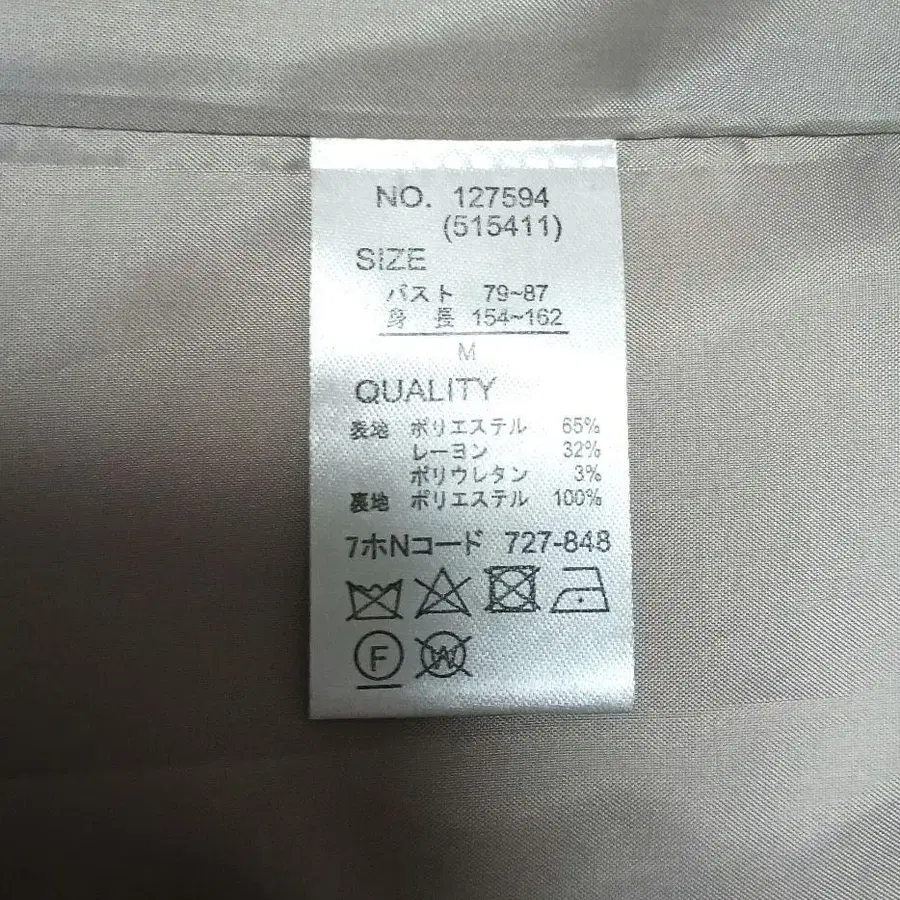 NO. 127594
(515411)
SIZE
バスト 79~87
身 長 154~162
M
QUALITY
表地 ポリエステル 65%
レーヨン 32%
ポリウレタン 3%
裏地 ポリエステル 100%
7ホNコード 727-848
F W